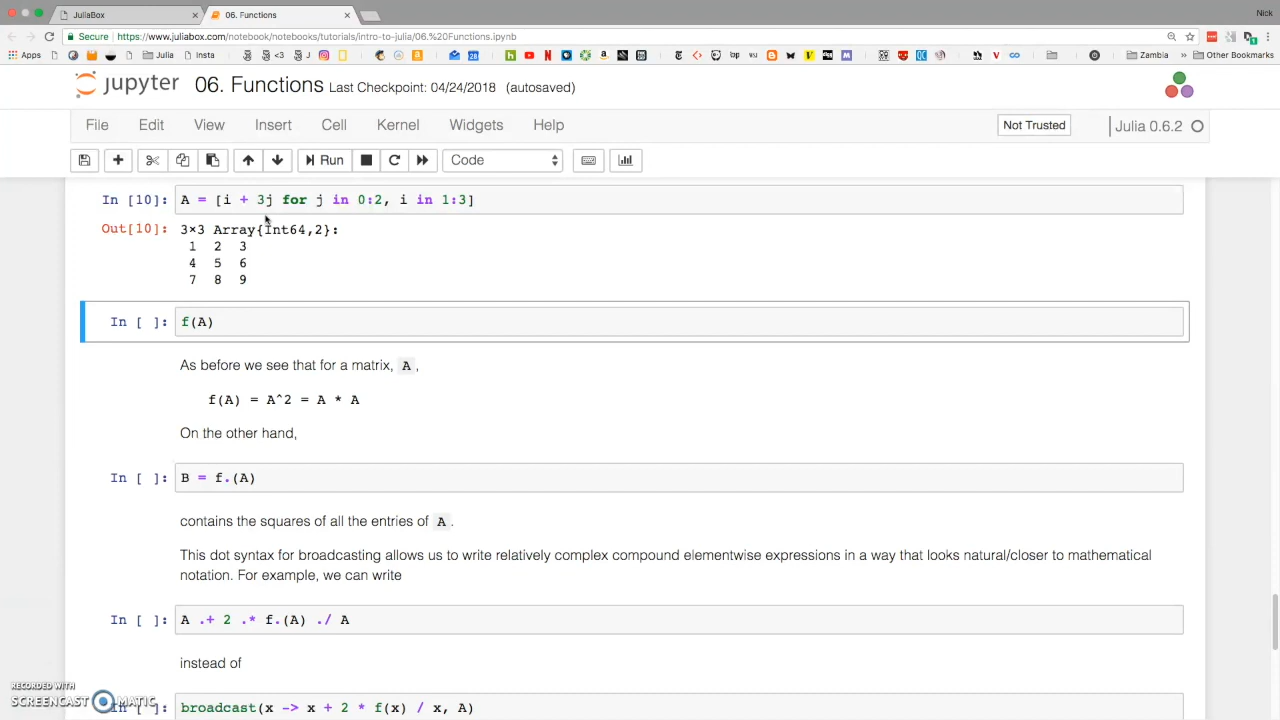 JuliaBox
06. Functions
Nick
Secure https://www.juliabox.com/notebook/notebooks/tutorials/intro-to-julia/06.%20Functions.ipynb
Apps Julia Insta <3 J Zambia Other Bookmarks
jupyter 06. Functions Last Checkpoint: 04/24/2018 (autosaved)
File Edit View Insert Cell Kernel Widgets Help Not Trusted Julia 0.6.2
Run Code
In [10]: A = [i + 3j for j in 0:2, i in 1:3]
Out[10]: 3×3 Array{Int64,2}:
1 2 3
4 5 6
7 8 9
In [ ]: f(A)
As before we see that for a matrix, A,
f(A) = A^2 = A * A
On the other hand,
In [ ]: B = f.(A)
contains the squares of all the entries of A.
This dot syntax for broadcasting allows us to write relatively complex compound elementwise expressions in a way that looks natural/closer to mathematical
notation. For example, we can write
In [ ]: A .+ 2 .* f.(A) ./ A
instead of
RECORDED WITH
SCREENCAST MATIC
In [ ]: broadcast(x -> x + 2 * f(x) / x, A)